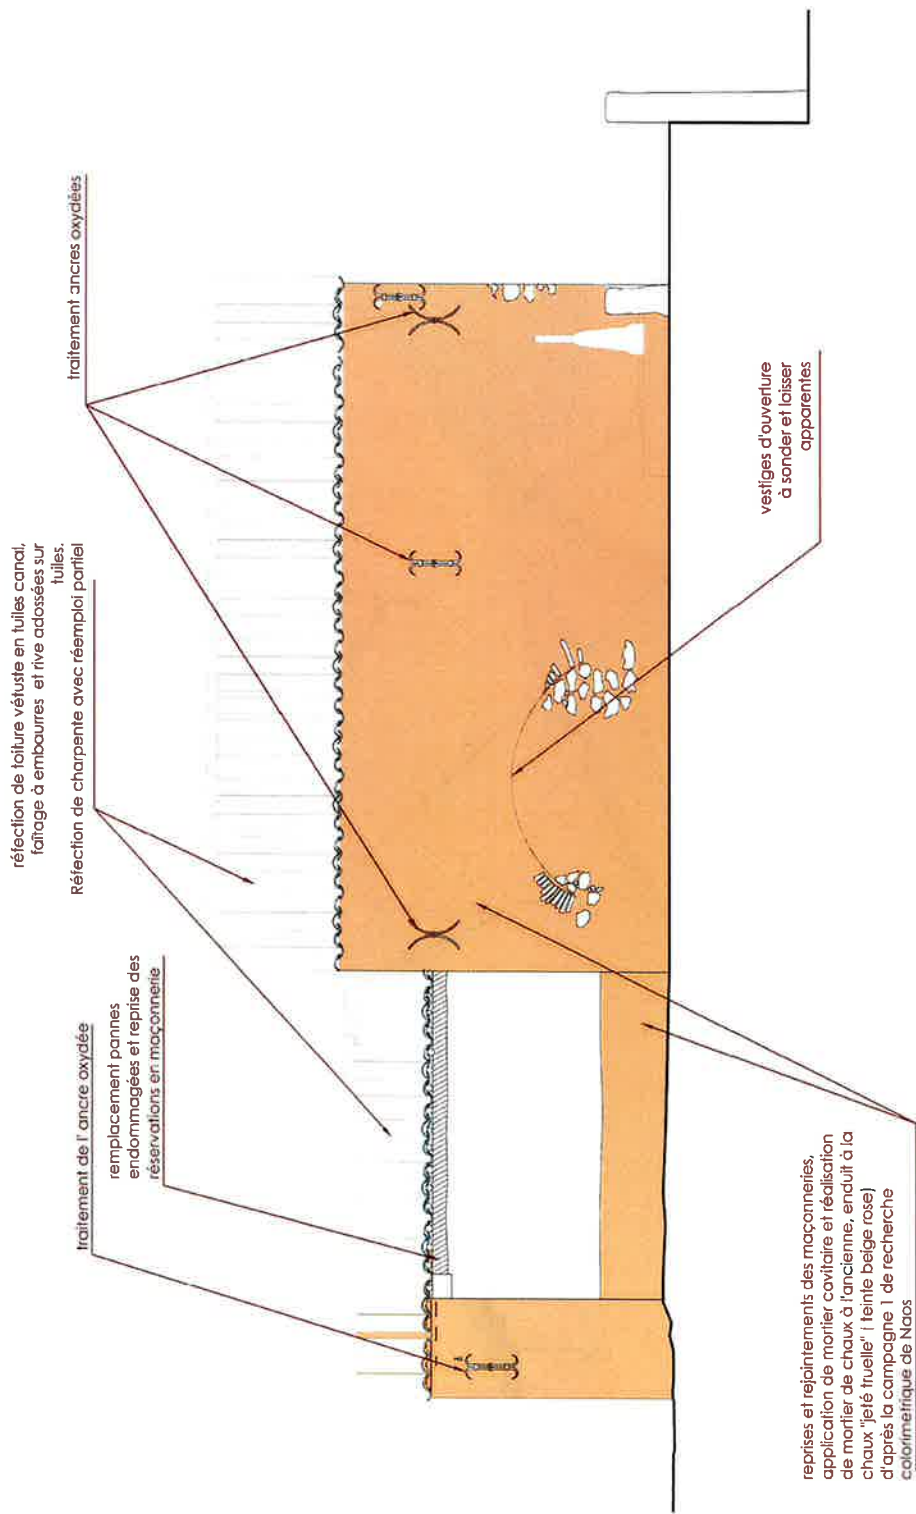 réfection de toiture vétuste en tuiles canal,
faîtage à embaurres et rive adossées sur
tuiles.
Réfection de charpente avec réemploi partiel
traitement ancres oxydées
traitement de l' ancre oxydée
remplacement pannes
endommagées et reprise des
réservations en maçonnerie
vestiges d'ouverture
à sonder et laisser
apparentes
reprises et rejointements des maçonneries,
application de mortier cavitaire et réalisation
de mortier de chaux à l'ancienne, enduit à la
chaux "jeté truelle" ( teinte beige rose)
d'après la campagne 1 de recherche
colorimetrique de Naos